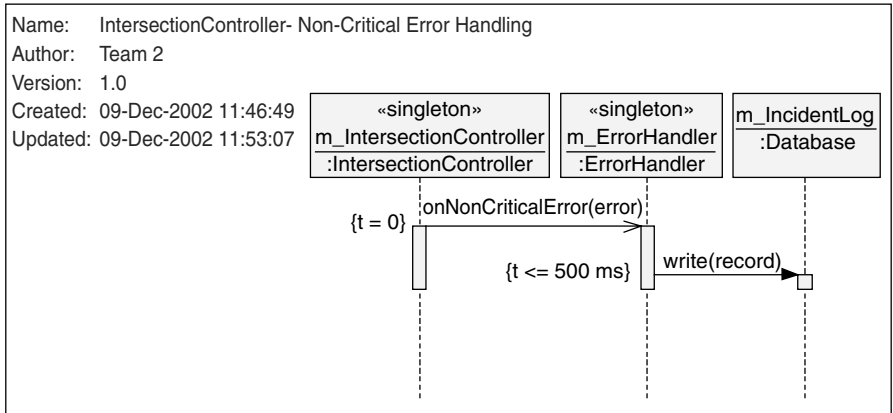 Name: IntersectionController- Non-Critical Error Handling
Author: Team 2
Version: 1.0
Created: 09-Dec-2002 11:46:49
Updated: 09-Dec-2002 11:53:07
«singleton»
m_IntersectionController
:IntersectionController
«singleton»
m_ErrorHandler
:ErrorHandler
m_IncidentLog
:Database
onNonCriticalError(error)
{t = 0}
{t <= 500 ms}
write(record)